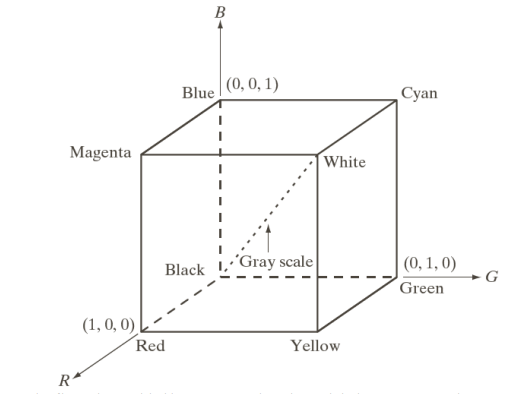 B
Blue (0, 0, 1)
Cyan
Magenta
White
Black
Gray scale
(0, 1, 0)
G
Green
(1, 0, 0)
Red
Yellow
R